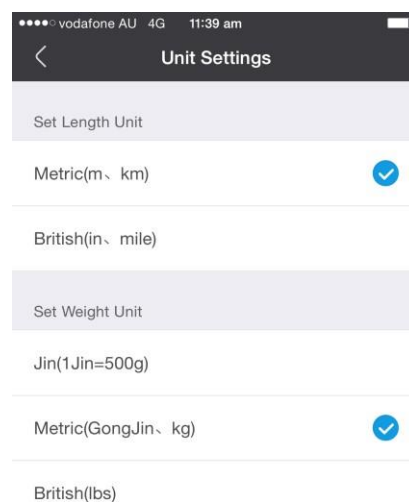 vodafone AU 4G 11:39 am
Unit Settings
Set Length Unit
Metric(m、km)
British(in、mile)
Set Weight Unit
Jin(1Jin=500g)
Metric(GongJin、kg)
British(lbs)